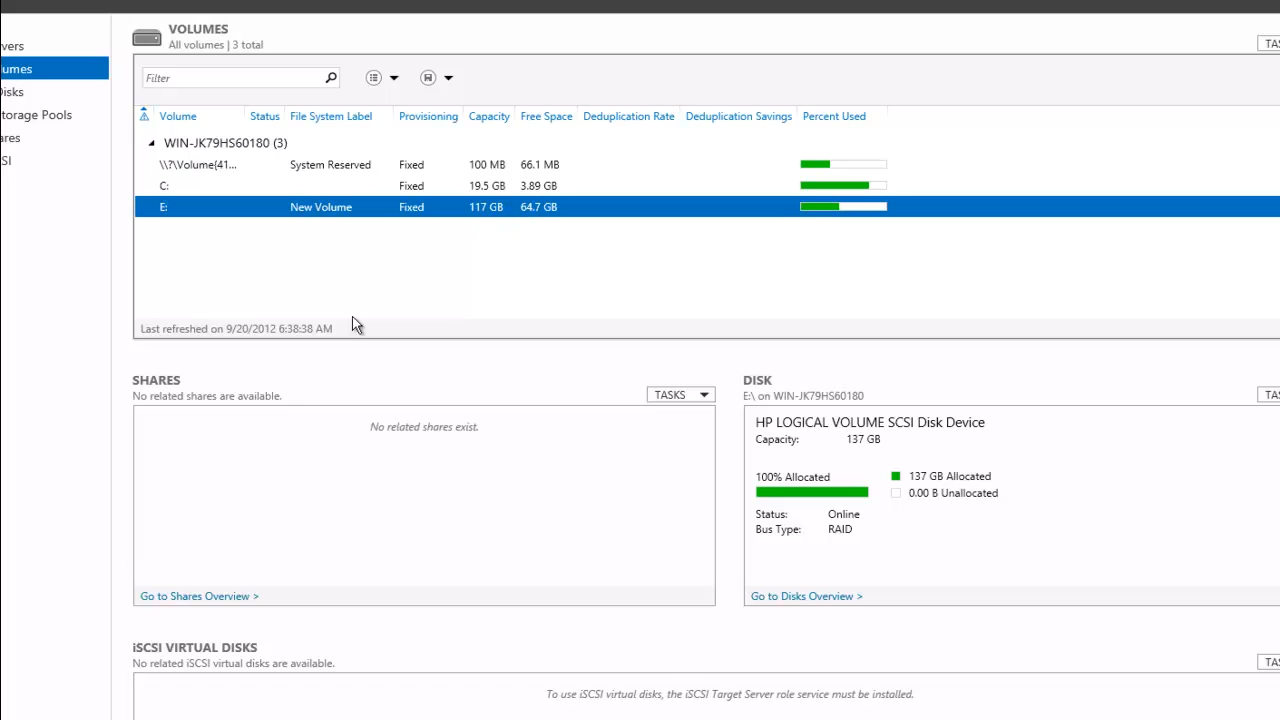 vers
umes
Disks
torage Pools
ares
SI
VOLUMES
All volumes | 3 total
TAS
Filter
Volume Status File System Label Provisioning Capacity Free Space Deduplication Rate Deduplication Savings Percent Used
WIN-JK79HS60180 (3)
\\?\Volume{41... System Reserved Fixed 100 MB 66.1 MB
C: Fixed 19.5 GB 3.89 GB
E: New Volume Fixed 117 GB 64.7 GB
Last refreshed on 9/20/2012 6:38:38 AM
SHARES
No related shares are available.
TASKS
No related shares exist.
Go to Shares Overview >
DISK
E:\ on WIN-JK79HS60180
TAS
HP LOGICAL VOLUME SCSI Disk Device
Capacity: 137 GB
100% Allocated
137 GB Allocated
0.00 B Unallocated
Status: Online
Bus Type: RAID
Go to Disks Overview >
iSCSI VIRTUAL DISKS
No related iSCSI virtual disks are available.
TAS
To use iSCSI virtual disks, the iSCSI Target Server role service must be installed.